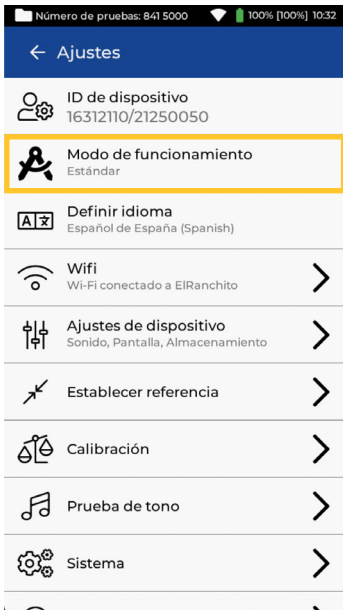 Número de pruebas: 841 5000 100% [100%] 10:32
Ajustes
ID de dispositivo
16312110/21250050
Modo de funcionamiento
Estándar
Definir idioma
Español de España (Spanish)
Wifi
Wi-Fi conectado a ElRanchito
Ajustes de dispositivo
Sonido, Pantalla, Almacenamiento
Establecer referencia
Calibración
Prueba de tono
Sistema